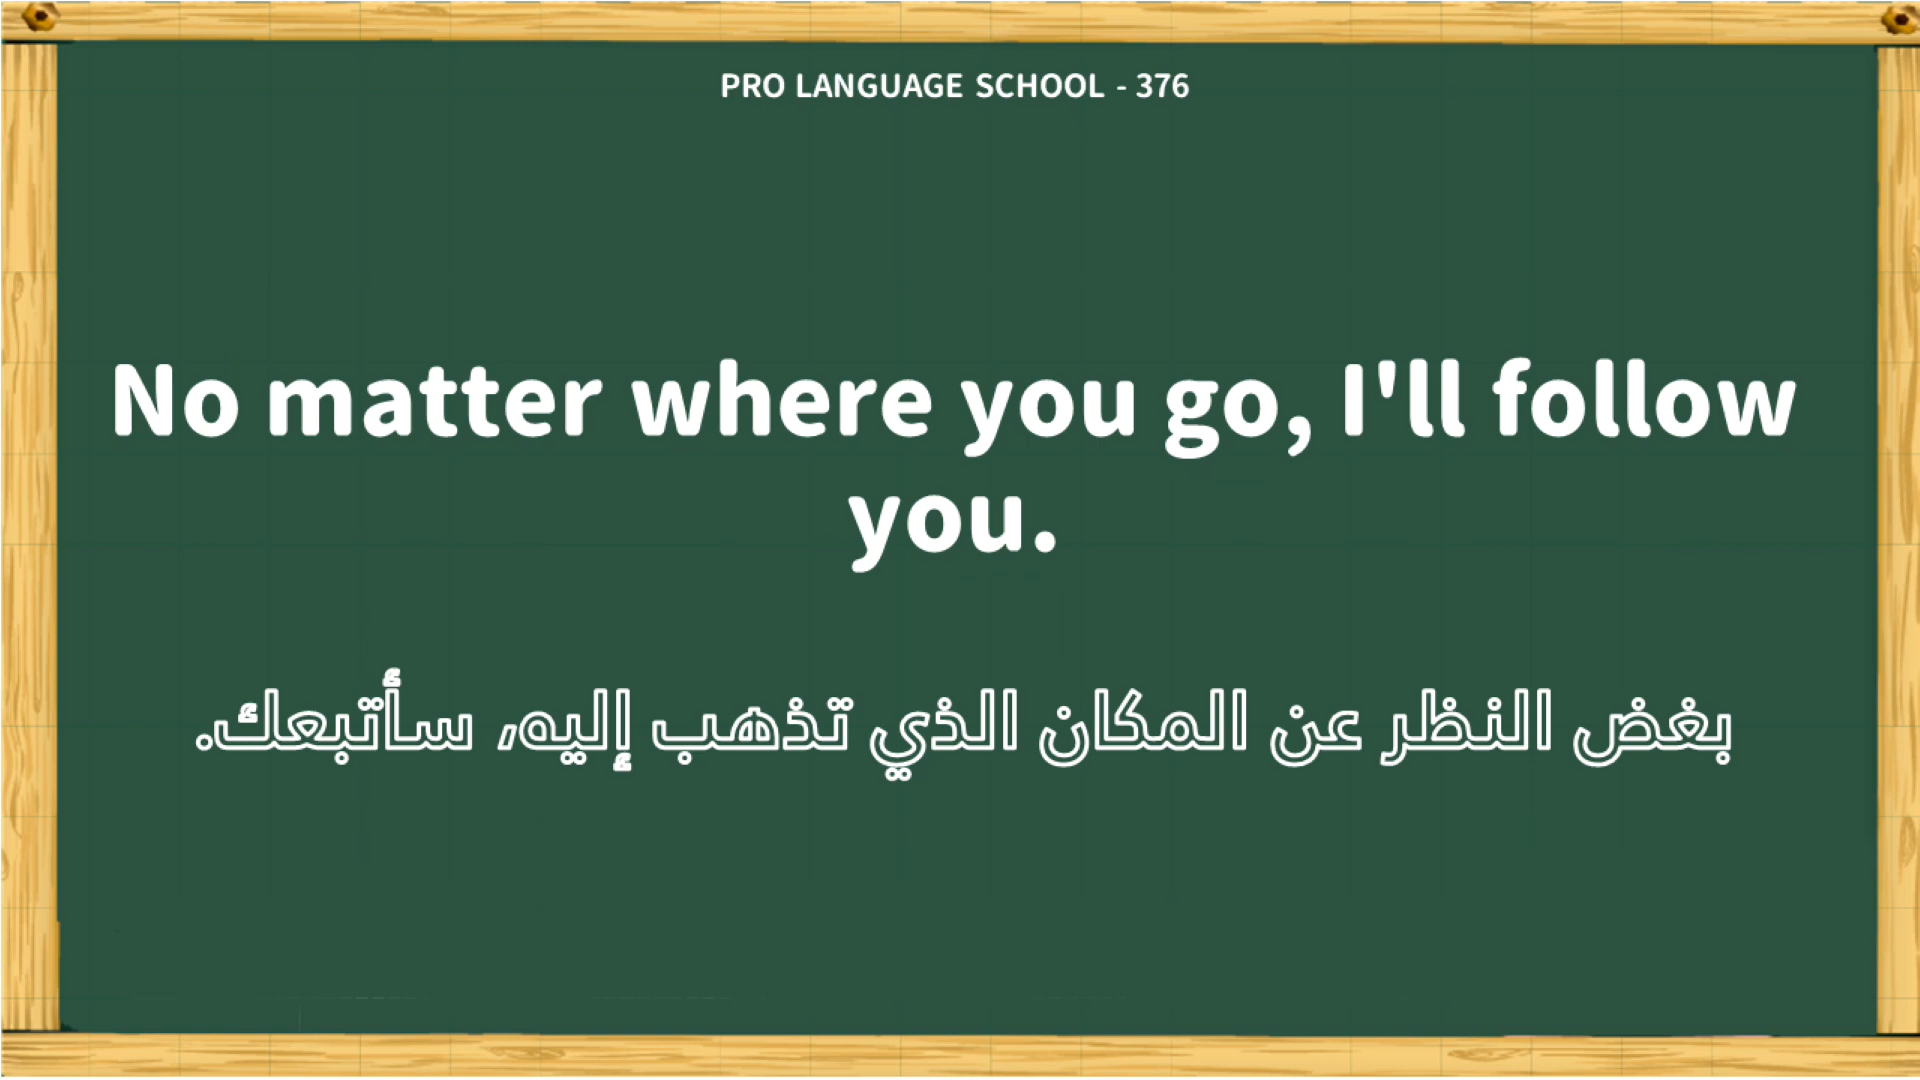 PRO LANGUAGE SCHOOL - 376
No matter where you go, I'll follow
you.
بغض النظر عن المكان الذي تذهب إليه، سأتبعك.